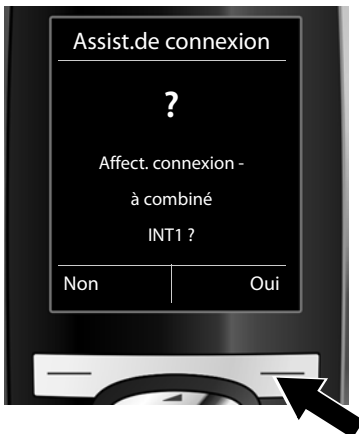 Assist.de connexion
?
Affect. connexion -
à combiné
INT1 ?
Non Oui